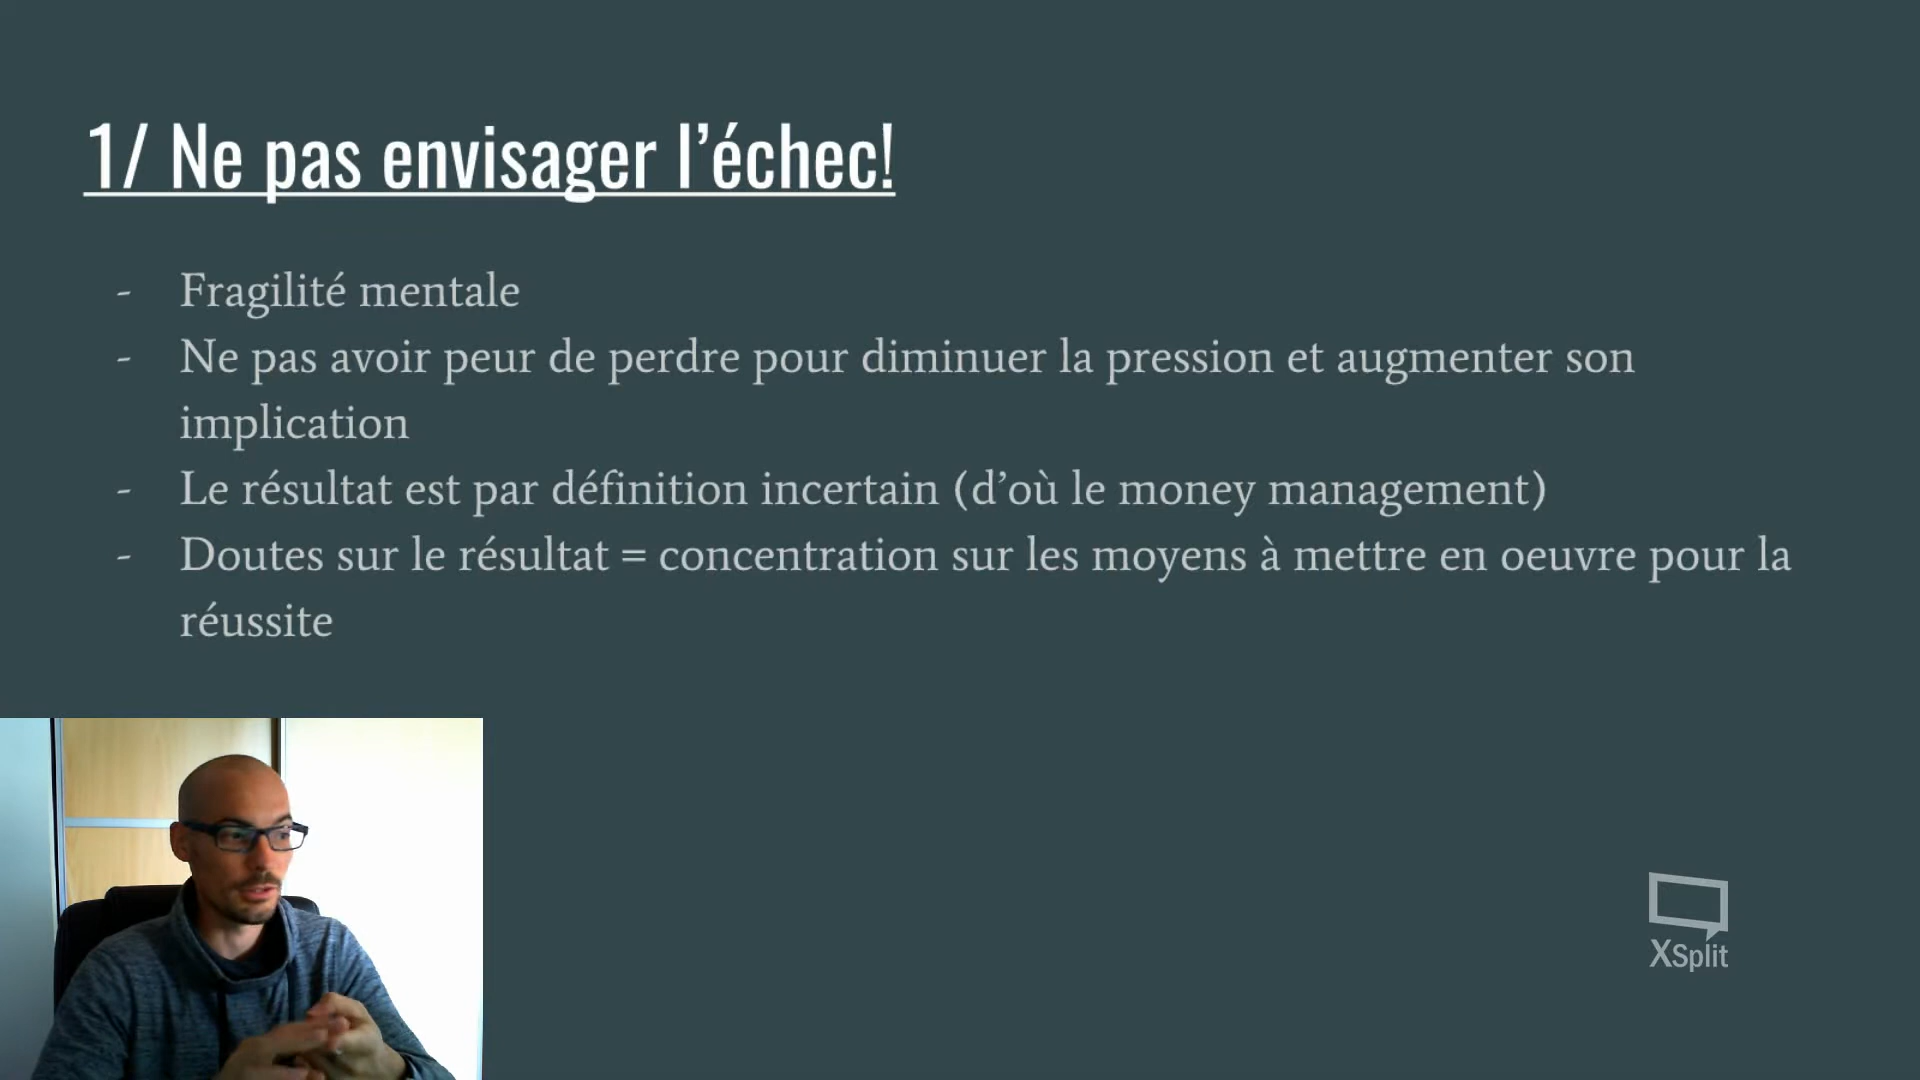 1/ Ne pas envisager l’échec!
- Fragilité mentale
- Ne pas avoir peur de perdre pour diminuer la pression et augmenter son
implication
- Le résultat est par définition incertain (d’où le money management)
- Doutes sur le résultat = concentration sur les moyens à mettre en oeuvre pour la
réussite
XSplit